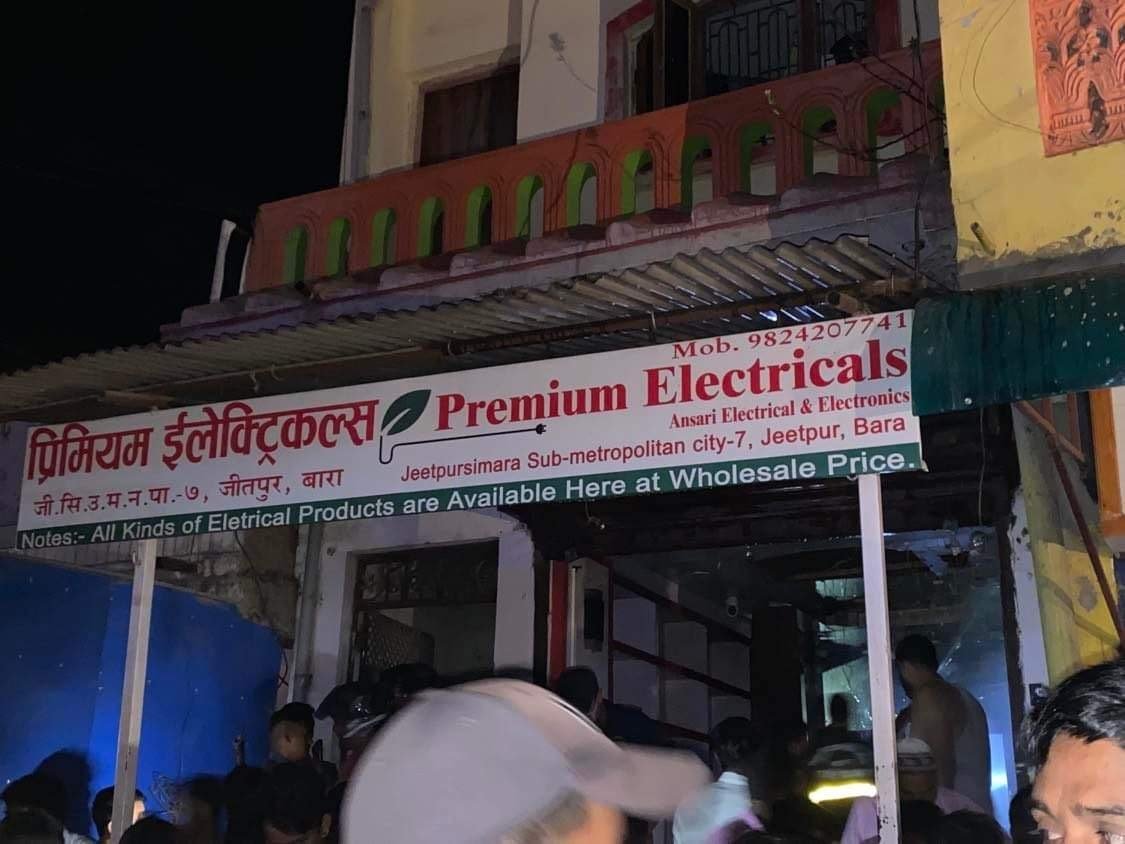 प्रिमियम ईलेक्ट्रिकल्स
जी.सि.उ.म.न.पा.-७, जीतपुर, बारा
Mob. 9824207741
Premium Electricals
Ansari Electrical & Electronics
Jeetpursimara Sub-metropolitan city-7, Jeetpur, Bara
Notes:- All Kinds of Eletrical Products are Available Here at Wholesale Price.